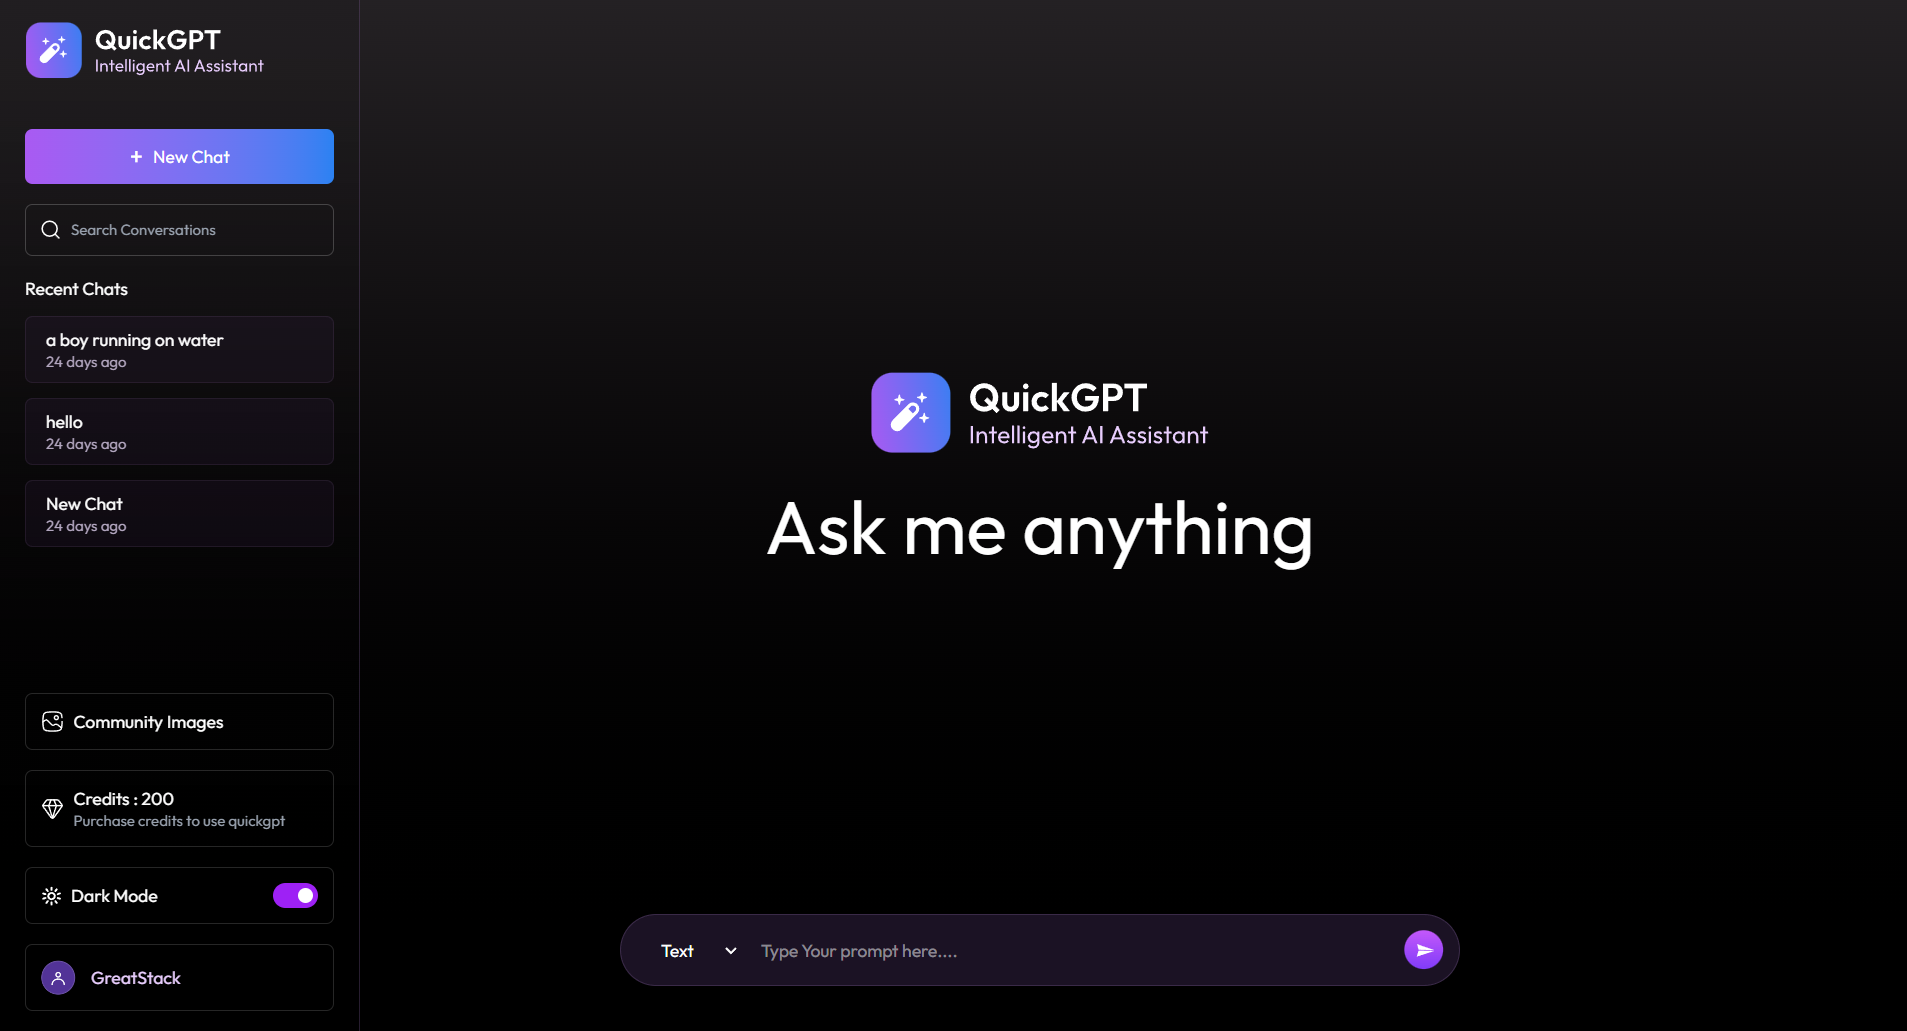 QuickGPT
Intelligent AI Assistant
+ New Chat
Search Conversations
Recent Chats
a boy running on water
24 days ago
hello
24 days ago
New Chat
24 days ago
Community Images
Credits : 200
Purchase credits to use quickgpt
Dark Mode
GreatStack
QuickGPT
Intelligent AI Assistant
Ask me anything
Text
Type Your prompt here....